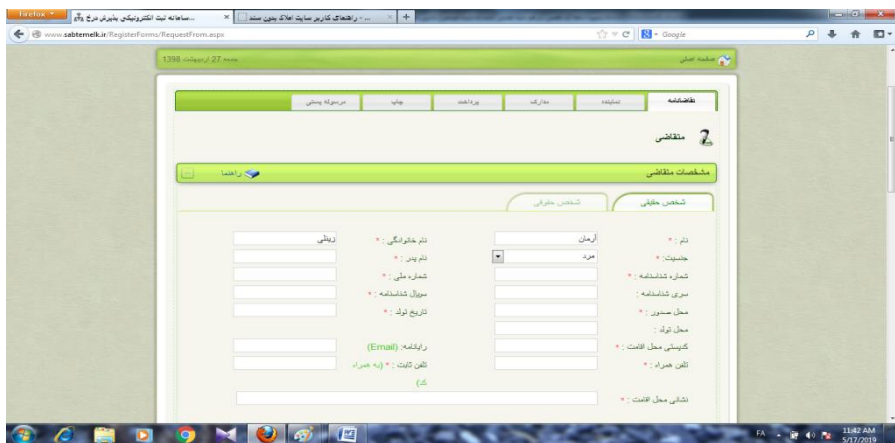 Firefox
سامانه ثبت الکترونیکی پذیرش درخ...
... - راهنمای کاربر سایت املاک بدون سند
www.sabtemelk.ir/RegisterForms/RequestFrom.aspx
Google
صفحه اصلی
جمعه 27 اردیبهشت 1398
تقاضانامه
نماینده
مدارک
پرداخت
چاپ
مرسوله پستی
متقاضی
مشخصات متقاضی
راهنما
شخص حقیقی
شخص حقوقی
نام : * آرمان
نام خانوادگی : * زینلی
جنسیت: * مرد
نام پدر : *
شماره شناسنامه : *
شماره ملی : *
سری شناسنامه :
سریال شناسنامه : *
محل صدور : *
تاریخ تولد : *
محل تولد :
کدپستی محل اقامت : *
رایانامه: (Email)
تلفن همراه : *
تلفن ثابت : * (به همراه
کد)
نشانی محل اقامت : *
FA
11:42 AM
5/17/2019